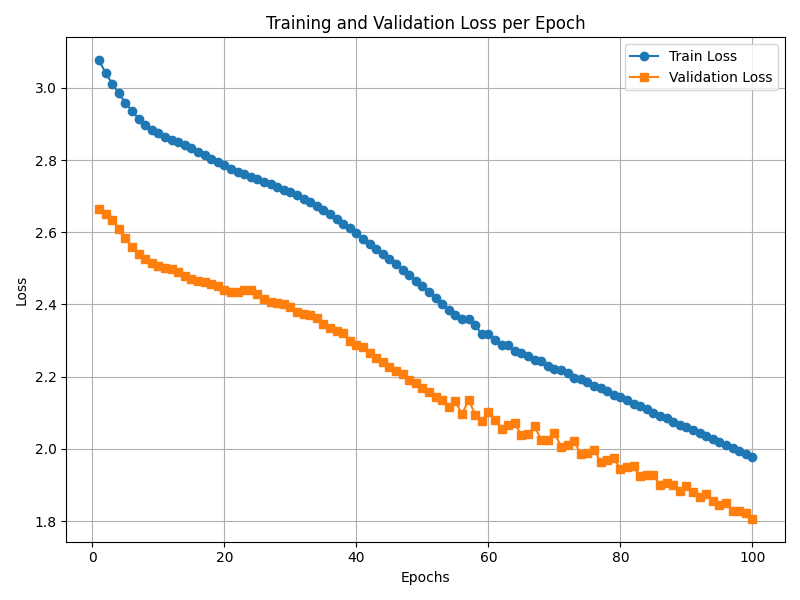 Training and Validation Loss per Epoch
Train Loss
Validation Loss
3.0
2.8
2.6
2.4
2.2
2.0
1.8
Loss
0 20 40 60 80 100
Epochs